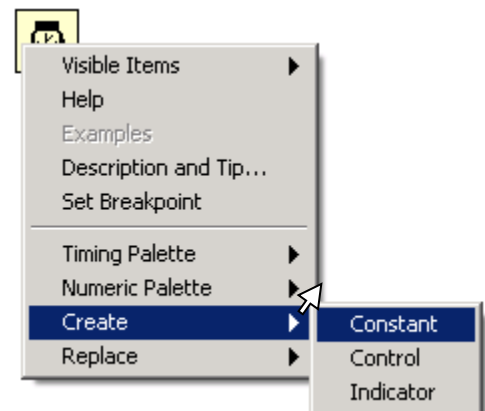 Visible Items
Help
Examples
Description and Tip...
Set Breakpoint
Timing Palette
Numeric Palette
Create
Replace
Constant
Control
Indicator